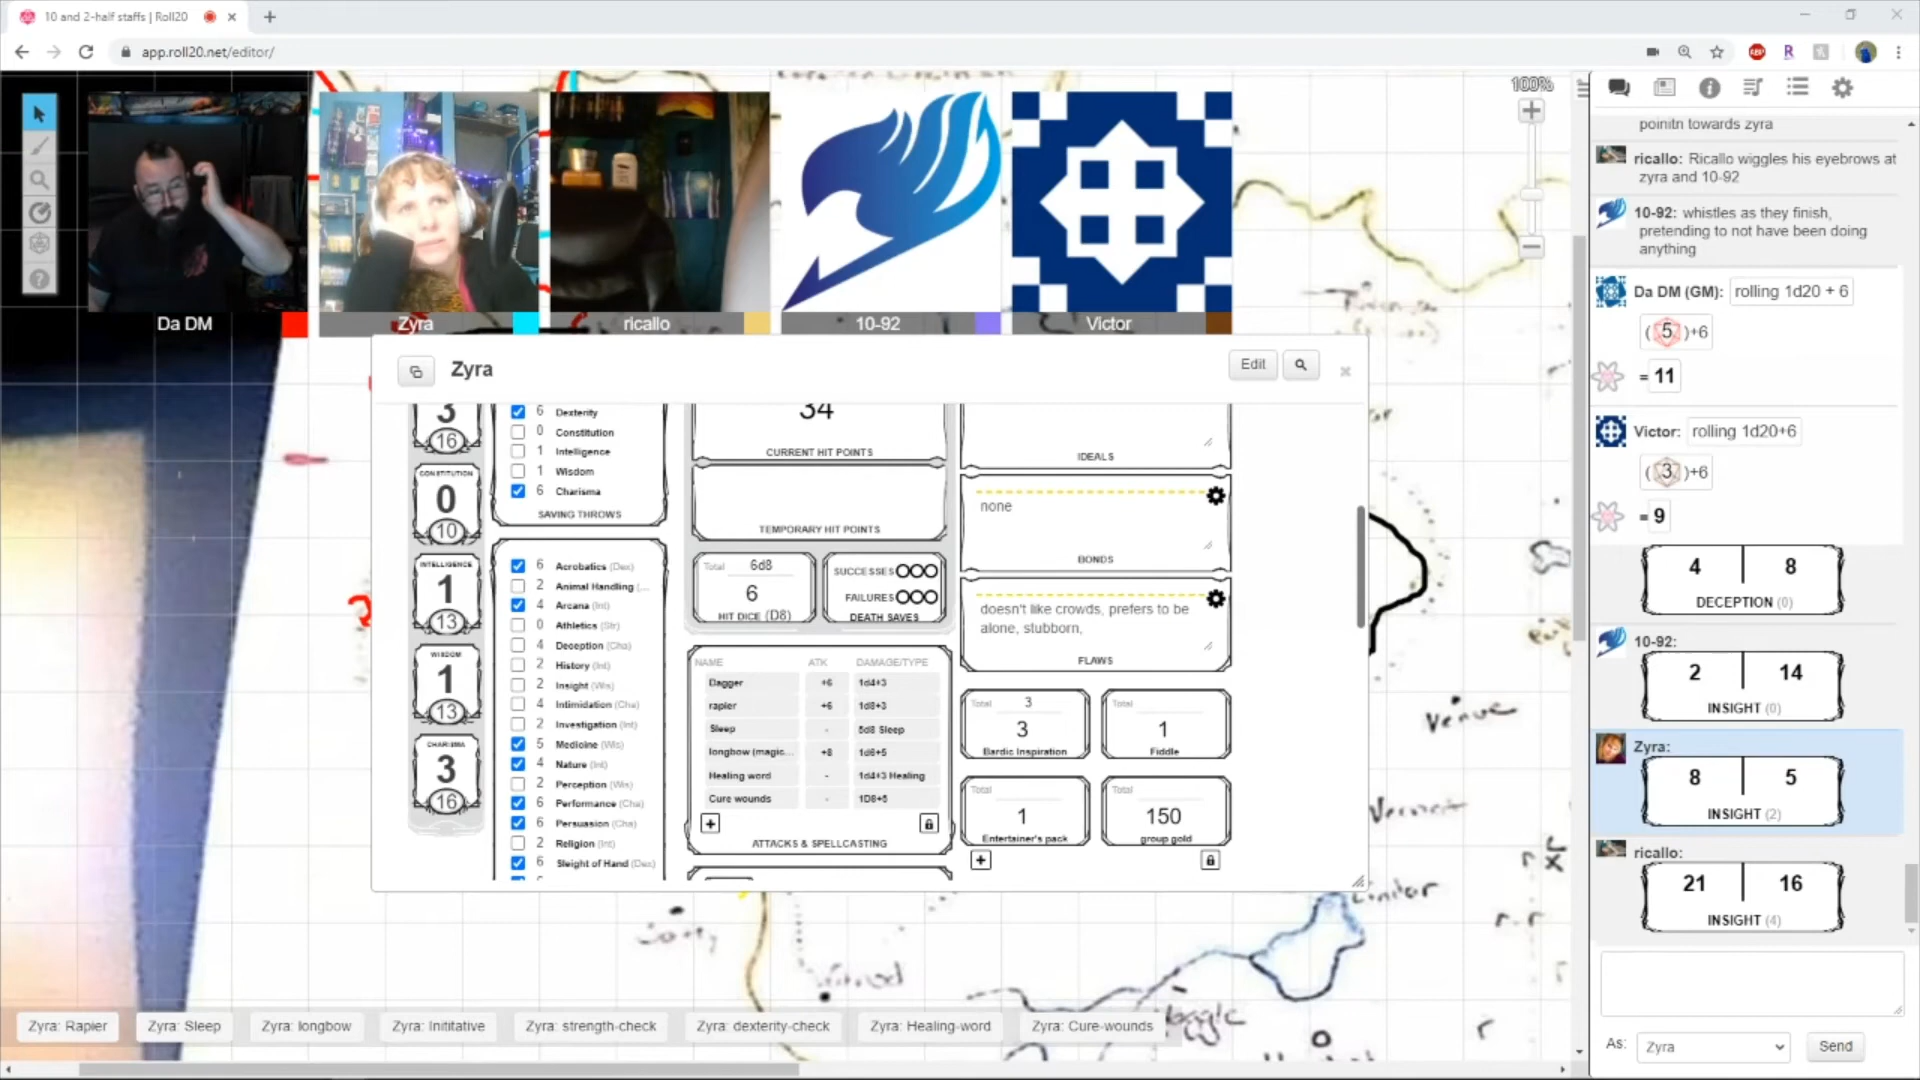 10 and 2-half staffs | Roll20
app.roll20.net/editor/
100%
Da DM
Zyra
ricallo
10-92
Victor
Zyra
Edit
3
16
CONSTITUTION
0
10
INTELLIGENCE
1
13
WISDOM
1
13
CHARISMA
3
16
6 Dexterity
0 Constitution
1 Intelligence
1 Wisdom
6 Charisma
SAVING THROWS
6 Acrobatics (Dex)
2 Animal Handling (...
4 Arcana (Int)
0 Athletics (Str)
4 Deception (Cha)
2 History (Int)
2 Insight (Wis)
4 Intimidation (Cha)
2 Investigation (Int)
5 Medicine (Wis)
4 Nature (Int)
2 Perception (Wis)
6 Performance (Cha)
6 Persuasion (Cha)
2 Religion (Int)
6 Sleight of Hand (Dex)
34
CURRENT HIT POINTS
TEMPORARY HIT POINTS
Total 6d8
6
HIT DICE (D8)
SUCCESSES
FAILURES
DEATH SAVES
NAME ATK DAMAGE/TYPE
Dagger +6 1d4+3
rapier +6 1d8+3
Sleep - 5d8 Sleep
longbow (magic... +8 1d6+5
Healing word - 1d4+3 Healing
Cure wounds - 1D8+5
ATTACKS & SPELLCASTING
IDEALS
none
BONDS
doesn't like crowds, prefers to be
alone, stubborn,
FLAWS
Total 3
3
Bardic Inspiration
Total
1
Fiddle
Total
1
Entertainer's pack
Total
150
group gold
Venue
Zyra: Rapier
Zyra: Sleep
Zyra: longbow
Zyra: Inititative
Zyra: strength-check
Zyra: dexterity-check
Zyra: Healing-word
Zyra: Cure-wounds
poinitn towards zyra
ricallo: Ricallo wiggles his eyebrows at
zyra and 10-92
10-92: whistles as they finish,
pretending to not have been doing
anything
Da DM (GM): rolling 1d20 + 6
(5)+6
= 11
Victor: rolling 1d20+6
(3)+6
= 9
4 8
DECEPTION (0)
10-92:
2 14
INSIGHT (0)
Zyra:
8 5
INSIGHT (2)
ricallo:
21 16
INSIGHT (4)
As: Zyra
Send